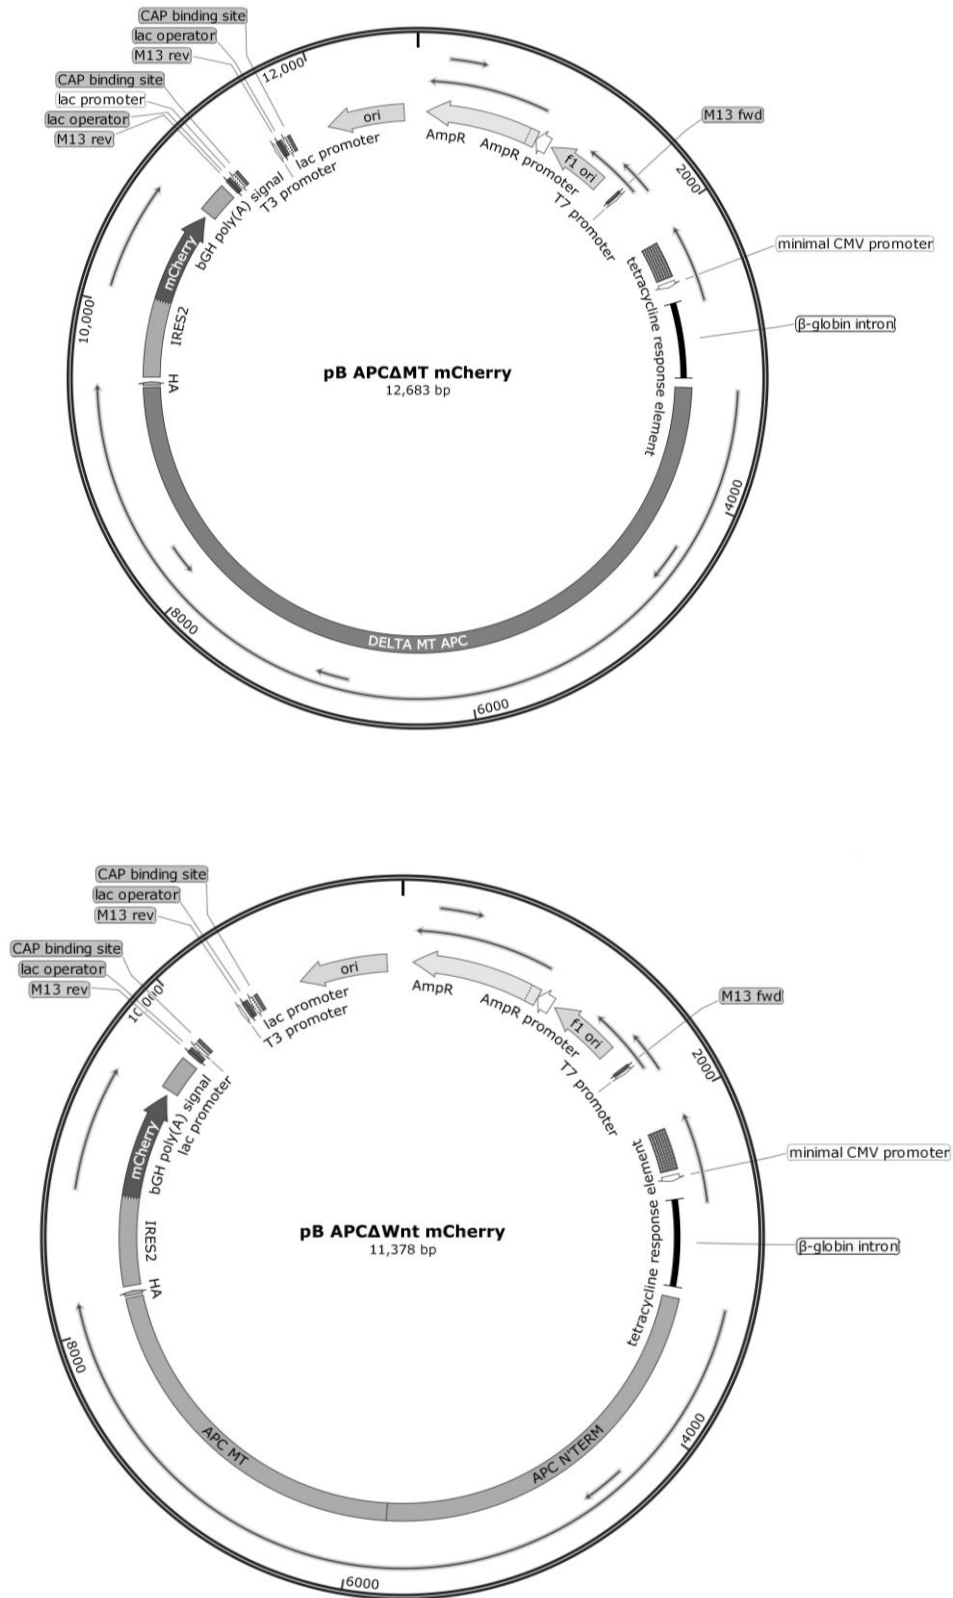 CAP binding site
lac operator
M13 rev
CAP binding site
lac promoter
lac operator
M13 rev
12,000
ori
lac promoter
T3 promoter
bGH poly(A) signal
AmpR
AmpR promoter
f1 ori
T7 promoter
M13 fwd
2000
minimal CMV promoter
β-globin intron
tetracycline response element
mCherry
IRES2
HA
10,000
pB APCΔMT mCherry
12,683 bp
4000
8000
DELTA MT APC
6000
CAP binding site
lac operator
M13 rev
CAP binding site
lac operator
M13 rev
10,000
ori
lac promoter
T3 promoter
bGH poly(A) signal
lac promoter
AmpR
AmpR promoter
f1 ori
T7 promoter
M13 fwd
2000
minimal CMV promoter
β-globin intron
tetracycline response element
mCherry
IRES2
HA
pB APCΔWnt mCherry
11,378 bp
8000
4000
APC MT
APC N'TERM
6000